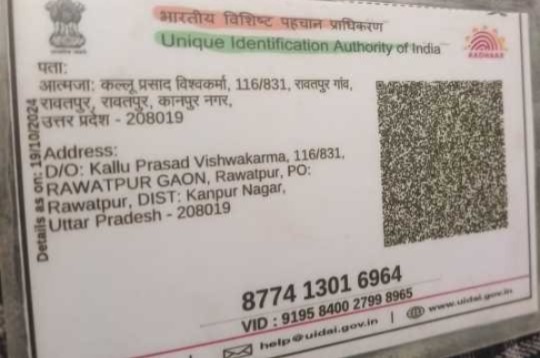 भारतीय विशिष्ट पहचान प्राधिकरण
Unique Identification Authority of India
AADHAAR
पता:
आत्मजा: कल्लू प्रसाद विश्वकर्मा, 116/831, रावतपुर गांव,
रावतपुर, रावतपुर, कानपुर नगर,
उत्तर प्रदेश - 208019
Address:
D/O: Kallu Prasad Vishwakarma, 116/831,
RAWATPUR GAON, Rawatpur, PO:
Rawatpur, DIST: Kanpur Nagar,
Uttar Pradesh - 208019
Details as on: 19/10/2024
8774 1301 6964
VID : 9195 8400 2799 8965
help@uidai.gov.in | www.uidai.gov.in